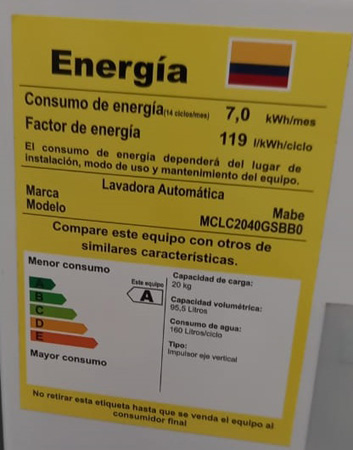 Energía
Consumo de energía(14 ciclos/mes) 7,0 kWh/mes
Factor de energía 119 l/kWh/ciclo
El consumo de energía dependerá del lugar de
instalación, modo de uso y mantenimiento del equipo.
Lavadora Automática
Marca Mabe
Modelo MCLC2040GSBB0
Compare este equipo con otros de
similares características.
Menor consumo
A
B
C
D
E
Mayor consumo
Este equipo
A
Capacidad de carga:
20 kg
Capacidad volumétrica:
95,5 Litros
Consumo de agua:
160 Litros/ciclo
Tipo:
Impulsor eje vertical
No retirar esta etiqueta hasta que se venda el equipo al
consumidor final